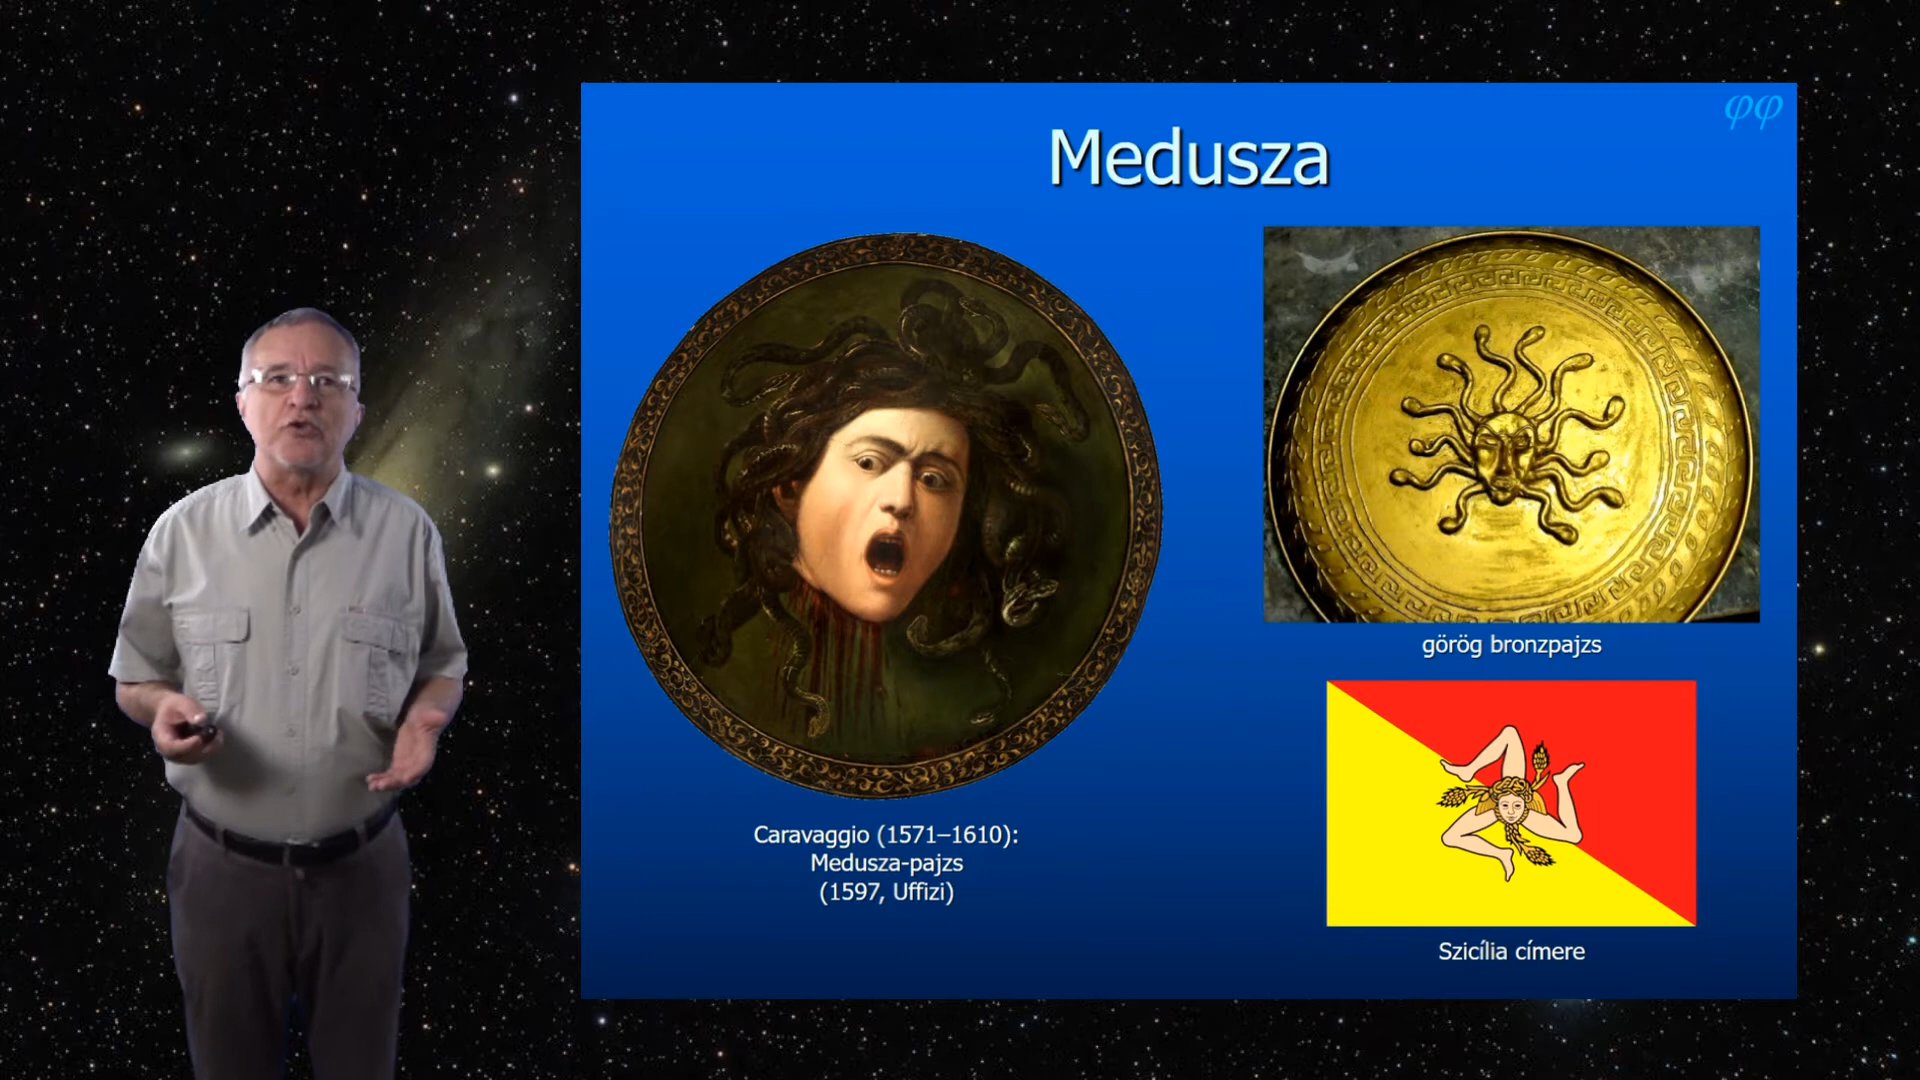 φφ
Medusza
görög bronzpajzs
Caravaggio (1571–1610):
Medusza-pajzs
(1597, Uffizi)
Szicília címere